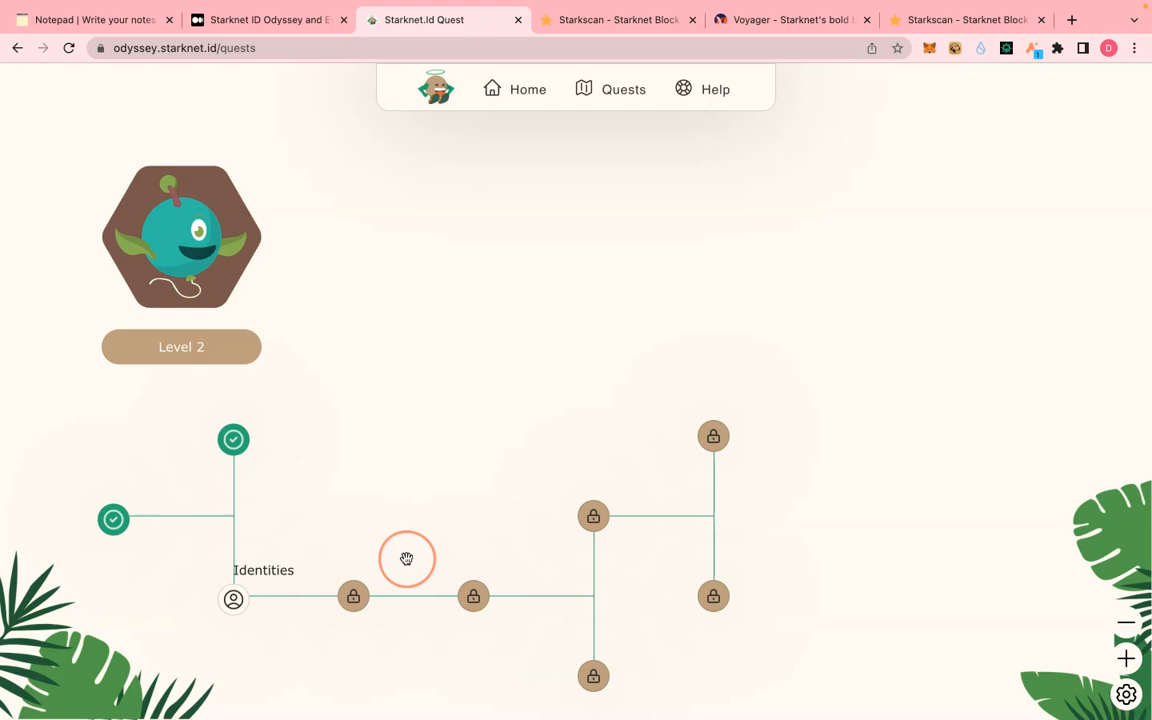 Notepad | Write your notes
Starknet ID Odyssey and E
Starknet.Id Quest
Starkscan - Starknet Block
Voyager - Starknet's bold
Starkscan - Starknet Block
odyssey.starknet.id/quests
1
D
Home
Quests
Help
Level 2
Identities